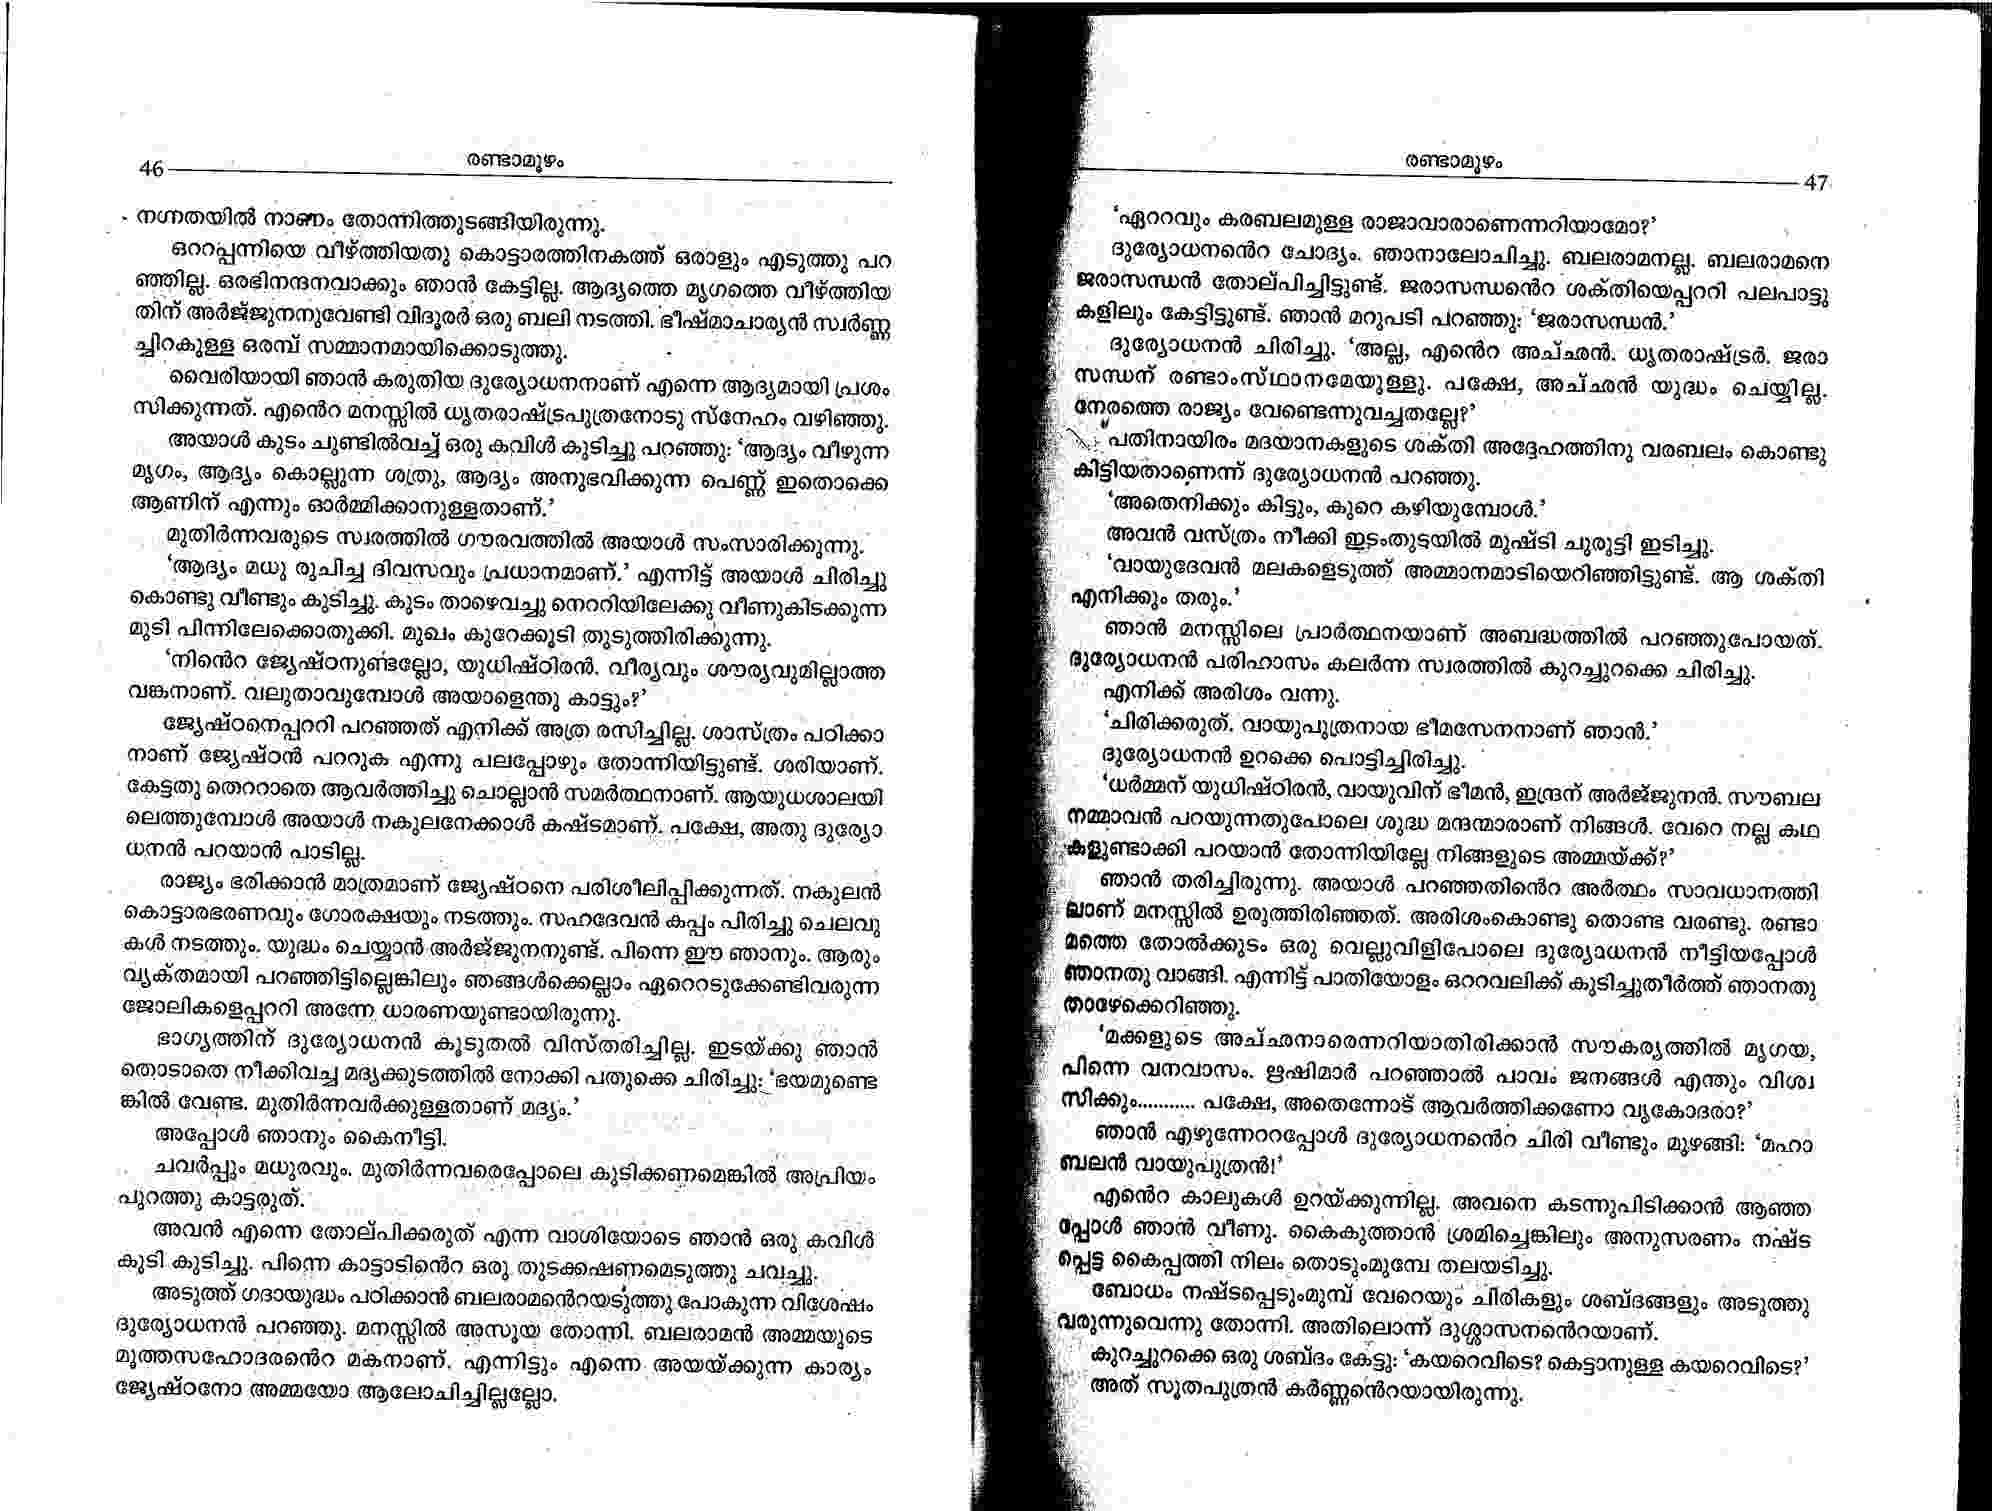 46
രണ്ടാമൂഴം
നഗ്നതയിൽ നാണം തോന്നിത്തുടങ്ങിയിരുന്നു.
ഒററപ്പന്നിയെ വീഴ്ത്തിയതു കൊട്ടാരത്തിനകത്ത് ഒരാളും എടുത്തു പറ
ഞ്ഞില്ല. ഒരഭിനന്ദനവാക്കും ഞാൻ കേട്ടില്ല. ആദ്യത്തെ മൃഗത്തെ വീഴ്ത്തിയ
തിന് അർജ്ജുനനുവേണ്ടി വിദൂരർ ഒരു ബലി നടത്തി. ഭീഷ്മാചാര്യൻ സ്വർണ്ണ
ച്ചിറകുള്ള ഒരമ്പ് സമ്മാനമായിക്കൊടുത്തു.
വൈരിയായി ഞാൻ കരുതിയ ദുര്യോധനനാണ് എന്നെ ആദ്യമായി പ്രശം
സിക്കുന്നത്. എന്റെ മനസ്സിൽ ധൃതരാഷ്ട്രപുത്രനോടു സ്നേഹം വഴിഞ്ഞു.
അയാൾ കുടം ചുണ്ടിൽവച്ച് ഒരു കവിൾ കുടിച്ചു പറഞ്ഞു: ‘ആദ്യം വീഴുന്ന
മൃഗം, ആദ്യം കൊല്ലുന്ന ശത്രു, ആദ്യം അനുഭവിക്കുന്ന പെണ്ണ് ഇതൊക്കെ
ആണിന് എന്നും ഓർമ്മിക്കാനുള്ളതാണ്.’
മുതിർന്നവരുടെ സ്വരത്തിൽ ഗൗരവത്തിൽ അയാൾ സംസാരിക്കുന്നു.
‘ആദ്യം മധു രുചിച്ച ദിവസവും പ്രധാനമാണ്.’ എന്നിട്ട് അയാൾ ചിരിച്ചു
കൊണ്ടു വീണ്ടും കുടിച്ചു. കുടം താഴെവച്ചു നെററിയിലേക്കു വീണുകിടക്കുന്ന
മുടി പിന്നിലേക്കൊതുക്കി. മുഖം കുറേക്കൂടി തുടുത്തിരിക്കുന്നു.
‘നിന്റെ ജ്യേഷ്ഠനുണ്ടല്ലോ, യുധിഷ്ഠിരൻ. വീര്യവും ശൗര്യവുമില്ലാത്ത
വങ്കനാണ്. വലുതാവുമ്പോൾ അയാളെന്തു കാട്ടും?’
ജ്യേഷ്ഠനെപ്പററി പറഞ്ഞത് എനിക്ക് അത്ര രസിച്ചില്ല. ശാസ്ത്രം പഠിക്കാ
നാണ് ജ്യേഷ്ഠൻ പററുക എന്നു പലപ്പോഴും തോന്നിയിട്ടുണ്ട്. ശരിയാണ്.
കേട്ടതു തെററാതെ ആവർത്തിച്ചു ചൊല്ലാൻ സമർത്ഥനാണ്. ആയുധശാലയി
ലെത്തുമ്പോൾ അയാൾ നകുലനേക്കാൾ കഷ്ടമാണ്. പക്ഷേ, അതു ദുര്യോ
ധനൻ പറയാൻ പാടില്ല.
രാജ്യം ഭരിക്കാൻ മാത്രമാണ് ജ്യേഷ്ഠനെ പരിശീലിപ്പിക്കുന്നത്. നകുലൻ
കൊട്ടാരഭരണവും ഗോരക്ഷയും നടത്തും. സഹദേവൻ കപ്പം പിരിച്ചു ചെലവു
കൾ നടത്തും. യുദ്ധം ചെയ്യാൻ അർജ്ജുനനുണ്ട്. പിന്നെ ഈ ഞാനും. ആരും
വ്യക്തമായി പറഞ്ഞിട്ടില്ലെങ്കിലും ഞങ്ങൾക്കെല്ലാം ഏറെറടുക്കേണ്ടിവരുന്ന
ജോലികളെപ്പററി അന്നേ ധാരണയുണ്ടായിരുന്നു.
ഭാഗ്യത്തിന് ദുര്യോധനൻ കൂടുതൽ വിസ്തരിച്ചില്ല. ഇടയ്ക്കു ഞാൻ
തൊടാതെ നീക്കിവച്ച മദ്യക്കുടത്തിൽ നോക്കി പതുക്കെ ചിരിച്ചു: ‘ഭയമുണ്ടെ
ങ്കിൽ വേണ്ട. മുതിർന്നവർക്കുള്ളതാണ് മദ്യം.’
അപ്പോൾ ഞാനും കൈനീട്ടി.
ചവർപ്പും മധുരവും. മുതിർന്നവരെപ്പോലെ കുടിക്കണമെങ്കിൽ അപ്രിയം
പുറത്തു കാട്ടരുത്.
അവൻ എന്നെ തോല്പിക്കരുത് എന്ന വാശിയോടെ ഞാൻ ഒരു കവിൾ
കൂടി കുടിച്ചു. പിന്നെ കാട്ടാടിന്റെ ഒരു തുടക്കഷണമെടുത്തു ചവച്ചു.
അടുത്ത് ഗദായുദ്ധം പഠിക്കാൻ ബലരാമന്റെയടുത്തു പോകുന്ന വിശേഷം
ദുര്യോധനൻ പറഞ്ഞു. മനസ്സിൽ അസൂയ തോന്നി. ബലരാമൻ അമ്മയുടെ
മൂത്തസഹോദരന്റെ മകനാണ്. എന്നിട്ടും എന്നെ അയയ്ക്കുന്ന കാര്യം
ജ്യേഷ്ഠനോ അമ്മയോ ആലോചിച്ചില്ലല്ലോ.
രണ്ടാമൂഴം
47
‘ഏററവും കരബലമുള്ള രാജാവാരാണെന്നറിയാമോ?’
ദുര്യോധനന്റെ ചോദ്യം. ഞാനാലോചിച്ചു. ബലരാമനല്ല. ബലരാമനെ
ജരാസന്ധൻ തോല്പിച്ചിട്ടുണ്ട്. ജരാസന്ധന്റെ ശക്തിയെപ്പററി പലപാട്ടു
കളിലും കേട്ടിട്ടുണ്ട്. ഞാൻ മറുപടി പറഞ്ഞു: ‘ജരാസന്ധൻ.’
ദുര്യോധനൻ ചിരിച്ചു. ‘അല്ല, എന്റെ അച്ഛൻ. ധൃതരാഷ്ട്രർ. ജരാ
സന്ധന് രണ്ടാംസ്ഥാനമേയുള്ളു. പക്ഷേ, അച്ഛൻ യുദ്ധം ചെയ്യില്ല.
നേരത്തെ രാജ്യം വേണ്ടെന്നുവച്ചതല്ലേ?’
പതിനായിരം മദയാനകളുടെ ശക്തി അദ്ദേഹത്തിനു വരബലം കൊണ്ടു
കിട്ടിയതാണെന്ന് ദുര്യോധനൻ പറഞ്ഞു.
‘അതെനിക്കും കിട്ടും, കുറെ കഴിയുമ്പോൾ.’
അവൻ വസ്ത്രം നീക്കി ഇടംതുടയിൽ മുഷ്ടി ചുരുട്ടി ഇടിച്ചു.
‘വായുദേവൻ മലകളെടുത്ത് അമ്മാനമാടിയെറിഞ്ഞിട്ടുണ്ട്. ആ ശക്തി
എനിക്കും തരും.’
ഞാൻ മനസ്സിലെ പ്രാർത്ഥനയാണ് അബദ്ധത്തിൽ പറഞ്ഞുപോയത്.
ദുര്യോധനൻ പരിഹാസം കലർന്ന സ്വരത്തിൽ കുറച്ചുറക്കെ ചിരിച്ചു.
എനിക്ക് അരിശം വന്നു.
‘ചിരിക്കരുത്. വായുപുത്രനായ ഭീമസേനനാണ് ഞാൻ.’
ദുര്യോധനൻ ഉറക്കെ പൊട്ടിച്ചിരിച്ചു.
‘ധർമ്മന് യുധിഷ്ഠിരൻ, വായുവിന് ഭീമൻ, ഇന്ദ്രന് അർജ്ജുനൻ. സൗബല
നമ്മാവൻ പറയുന്നതുപോലെ ശുദ്ധ മന്ദന്മാരാണ് നിങ്ങൾ. വേറെ നല്ല കഥ
കളുണ്ടാക്കി പറയാൻ തോന്നിയില്ലേ നിങ്ങളുടെ അമ്മയ്ക്ക്?’
ഞാൻ തരിച്ചിരുന്നു. അയാൾ പറഞ്ഞതിന്റെ അർത്ഥം സാവധാനത്തി
ലാണ് മനസ്സിൽ ഉരുത്തിരിഞ്ഞത്. അരിശംകൊണ്ടു തൊണ്ട വരണ്ടു. രണ്ടാ
മത്തെ തോൽക്കുടം ഒരു വെല്ലുവിളിപോലെ ദുര്യോധനൻ നീട്ടിയപ്പോൾ
ഞാനതു വാങ്ങി. എന്നിട്ട് പാതിയോളം ഒററവലിക്ക് കുടിച്ചുതീർത്ത് ഞാനതു
താഴേക്കെറിഞ്ഞു.
‘മക്കളുടെ അച്ഛനാരെന്നറിയാതിരിക്കാൻ സൗകര്യത്തിൽ മൃഗയ,
പിന്നെ വനവാസം. ഋഷിമാർ പറഞ്ഞാൽ പാവം ജനങ്ങൾ എന്തും വിശ്വ
സിക്കും........... പക്ഷേ, അതെന്നോട് ആവർത്തിക്കണോ വൃകോദരാ?’
ഞാൻ എഴുന്നേററപ്പോൾ ദുര്യോധനന്റെ ചിരി വീണ്ടും മുഴങ്ങി: ‘മഹാ
ബലൻ വായുപുത്രൻ!’
എന്റെ കാലുകൾ ഉറയ്ക്കുന്നില്ല. അവനെ കടന്നുപിടിക്കാൻ ആഞ്ഞ
പ്പോൾ ഞാൻ വീണു. കൈകുത്താൻ ശ്രമിച്ചെങ്കിലും അനുസരണം നഷ്ട
പ്പെട്ട കൈപ്പത്തി നിലം തൊടുംമുമ്പേ തലയടിച്ചു.
ബോധം നഷ്ടപ്പെടുംമുമ്പ് വേറെയും ചിരികളും ശബ്ദങ്ങളും അടുത്തു
വരുന്നുവെന്നു തോന്നി. അതിലൊന്ന് ദുശ്ശാസനന്റെയാണ്.
കുറച്ചുറക്കെ ഒരു ശബ്ദം കേട്ടു: ‘കയറെവിടെ? കെട്ടാനുള്ള കയറെവിടെ?’
അത് സൂതപുത്രൻ കർണ്ണന്റെയായിരുന്നു.